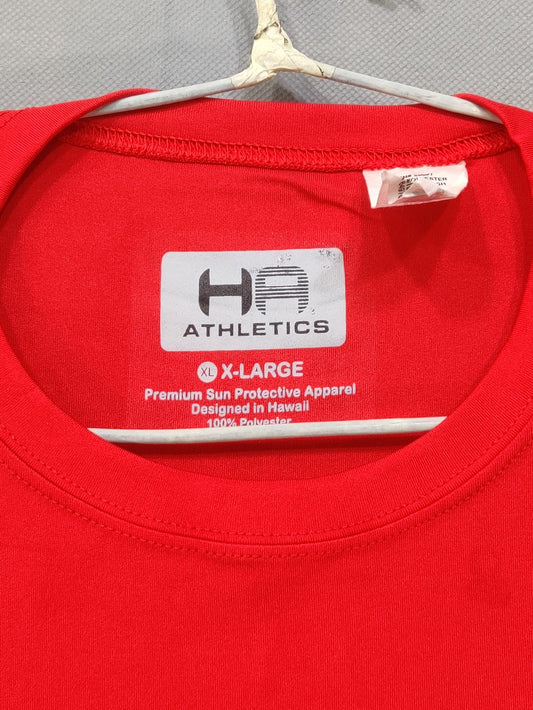 HA
ATHLETICS
XL X-LARGE
Premium Sun Protective Apparel
Designed in Hawaii
100% Polyester